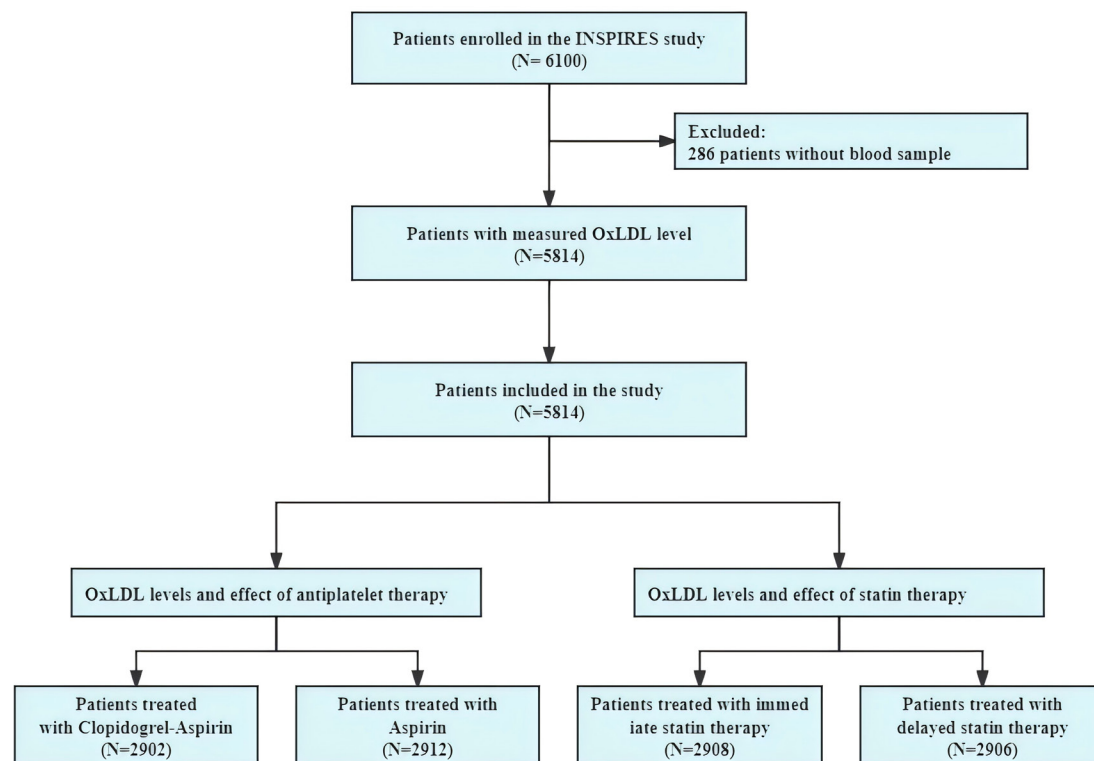 Patients enrolled in the INSPIRES study
(N= 6100)
Excluded:
286 patients without blood sample
Patients with measured OxLDL level
(N=5814)
Patients included in the study
(N=5814)
OxLDL levels and effect of antiplatelet therapy
OxLDL levels and effect of statin therapy
Patients treated
with Clopidogrel-Aspirin
(N=2902)
Patients treated with
Aspirin
(N=2912)
Patients treated with immed
iate statin therapy
(N=2908)
Patients treated with
delayed statin therapy
(N=2906)